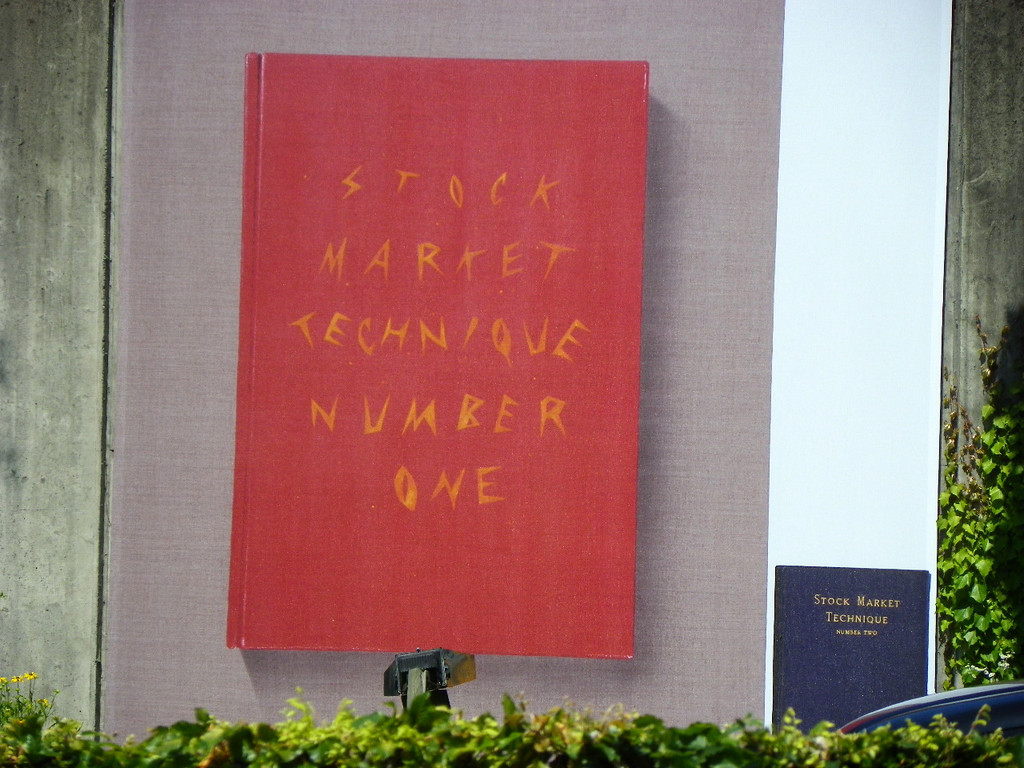 STOCK
MARKET
TECHNIQUE
NUMBER
ONE
STOCK MARKET
TECHNIQUE
NUMBER TWO